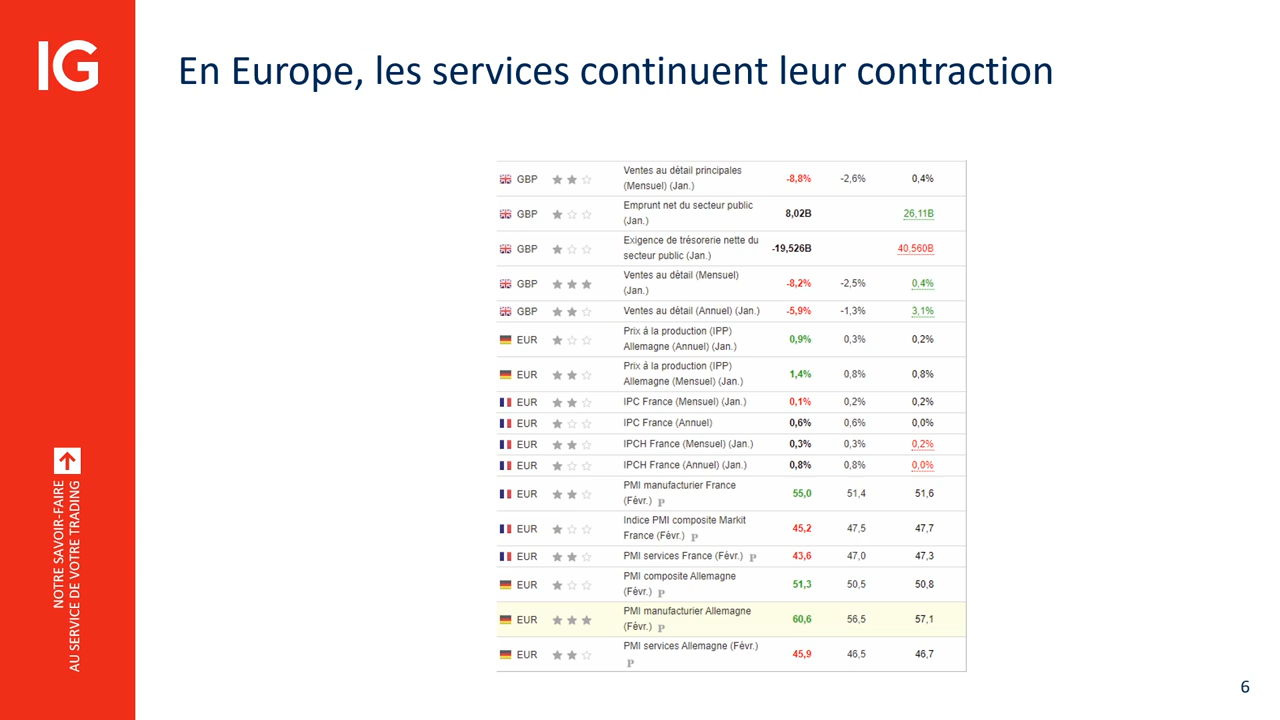 IG
En Europe, les services continuent leur contraction
GBP Ventes au détail principales -8,8% -2,6% 0,4%
(Mensuel) (Jan.)
GBP Emprunt net du secteur public 8,02B 26,11B
(Jan.)
GBP Exigence de trésorerie nette du -19,526B 40,560B
secteur public (Jan.)
GBP Ventes au détail (Mensuel) -8,2% -2,5% 0,4%
(Jan.)
GBP Ventes au détail (Annuel) (Jan.) -5,9% -1,3% 3,1%
EUR Prix à la production (IPP) 0,9% 0,3% 0,2%
Allemagne (Annuel) (Jan.)
EUR Prix à la production (IPP) 1,4% 0,8% 0,8%
Allemagne (Mensuel) (Jan.)
EUR IPC France (Mensuel) (Jan.) 0,1% 0,2% 0,2%
EUR IPC France (Annuel) 0,6% 0,6% 0,0%
EUR IPCH France (Mensuel) (Jan.) 0,3% 0,3% 0,2%
EUR IPCH France (Annuel) (Jan.) 0,8% 0,8% 0,0%
EUR PMI manufacturier France 55,0 51,4 51,6
(Févr.) P
EUR Indice PMI composite Markit 45,2 47,5 47,7
France (Févr.) P
EUR PMI services France (Févr.) P 43,6 47,0 47,3
EUR PMI composite Allemagne 51,3 50,5 50,8
(Févr.) P
EUR PMI manufacturier Allemagne 60,6 56,5 57,1
(Févr.) P
EUR PMI services Allemagne (Févr.) 45,9 46,5 46,7
P
NOTRE SAVOIR-FAIRE
AU SERVICE DE VOTRE TRADING
6